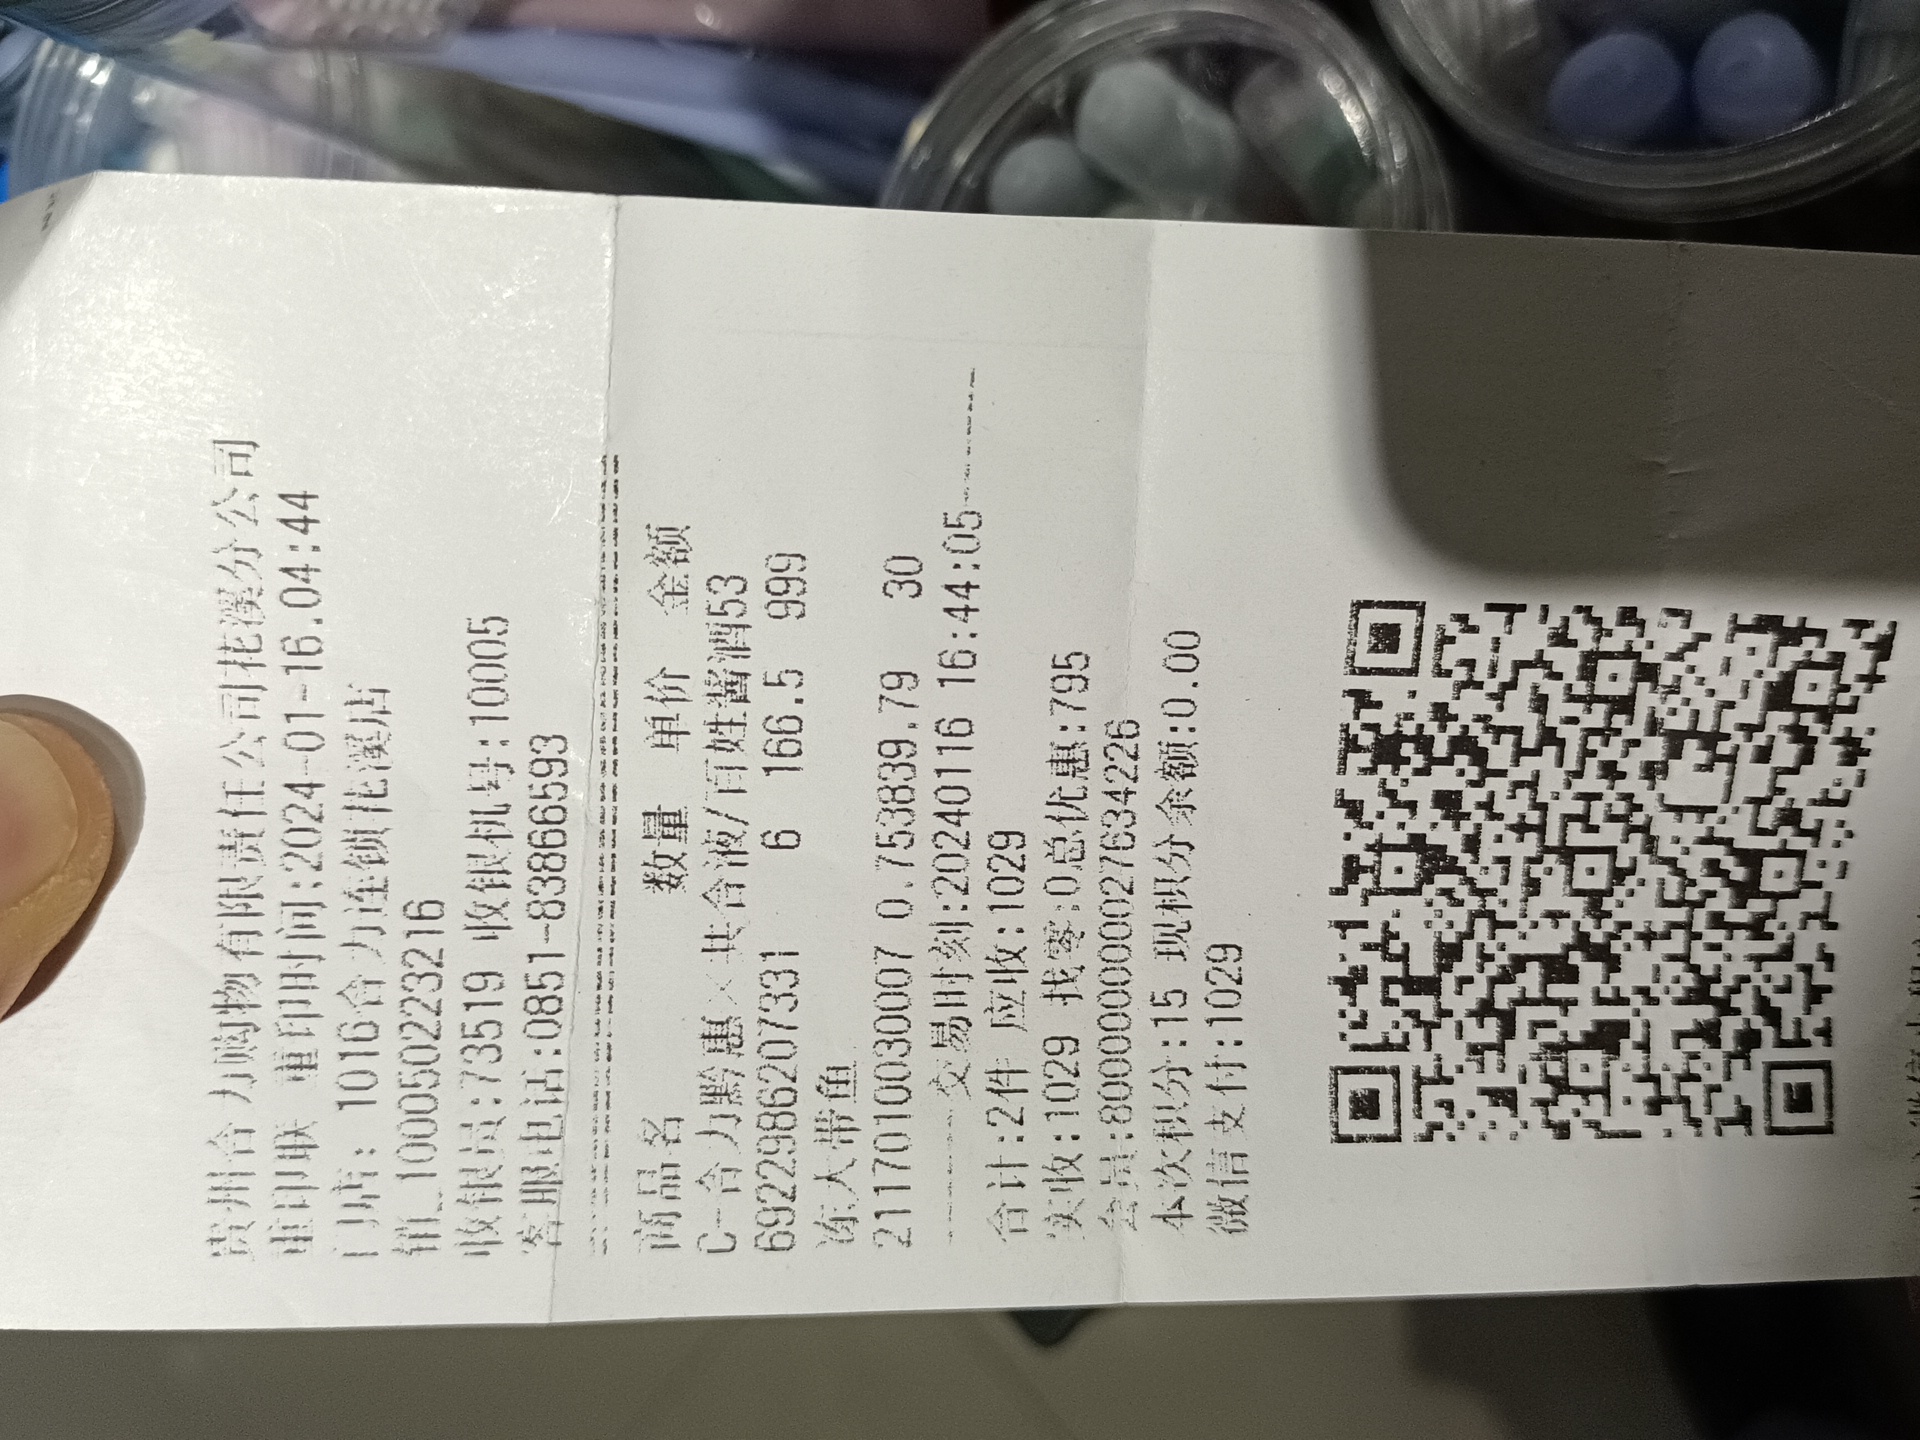 贵州合力购物有限责任公司花溪分公司
重印联 重印时间:2024-01-16.04:44
门店: 1016合力连锁花溪店
销_100050223216
收银员:73519 收银机号:10005
客服电话:0851-83866593
商品名 数量 单价 金额
C-合力黔惠×共合液/百姓酱酒53
6922986207331 6 166.5 999
冻大带鱼
2117010030007 0.753839.79 30
交易时刻:20240116 16:44:05
合计:2件 应收:1029
实收:1029 找零:0总优惠:795
会员:80000000027634226
本次积分:15 现积分余额:0.00
微信支付:1029